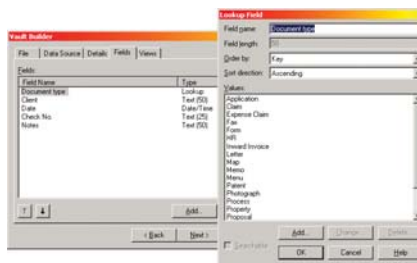 Vault Builder
File Data Source Details Fields Views
Fields:
Field Name Type
Document type Lookup
Client Text (50)
Date Date/Time
Check No. Text (25)
Notes Text (50)
Add...
< Back Next >
Lookup Field
Field name: Document type
Field length: 50
Order by: Key
Sort direction: Ascending
Values:
Application
Claim
Expense Claim
Fax
Form
HR
Inward Invoice
Letter
Map
Memo
Menu
Patent
Photograph
Process
Property
Proposal
Add... Change... Delete...
Searchable
OK Cancel Help